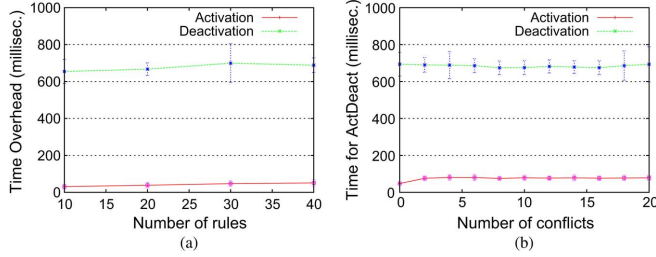 Activation
Deactivation
1000
800
600
400
200
0
10 15 20 25 30 35 40
Time Overhead (millisec.)
Number of rules
(a)
Activation
Deactivation
1000
800
600
400
200
0
0 5 10 15 20
Time for ActDeact (millisec.)
Number of conflicts
(b)